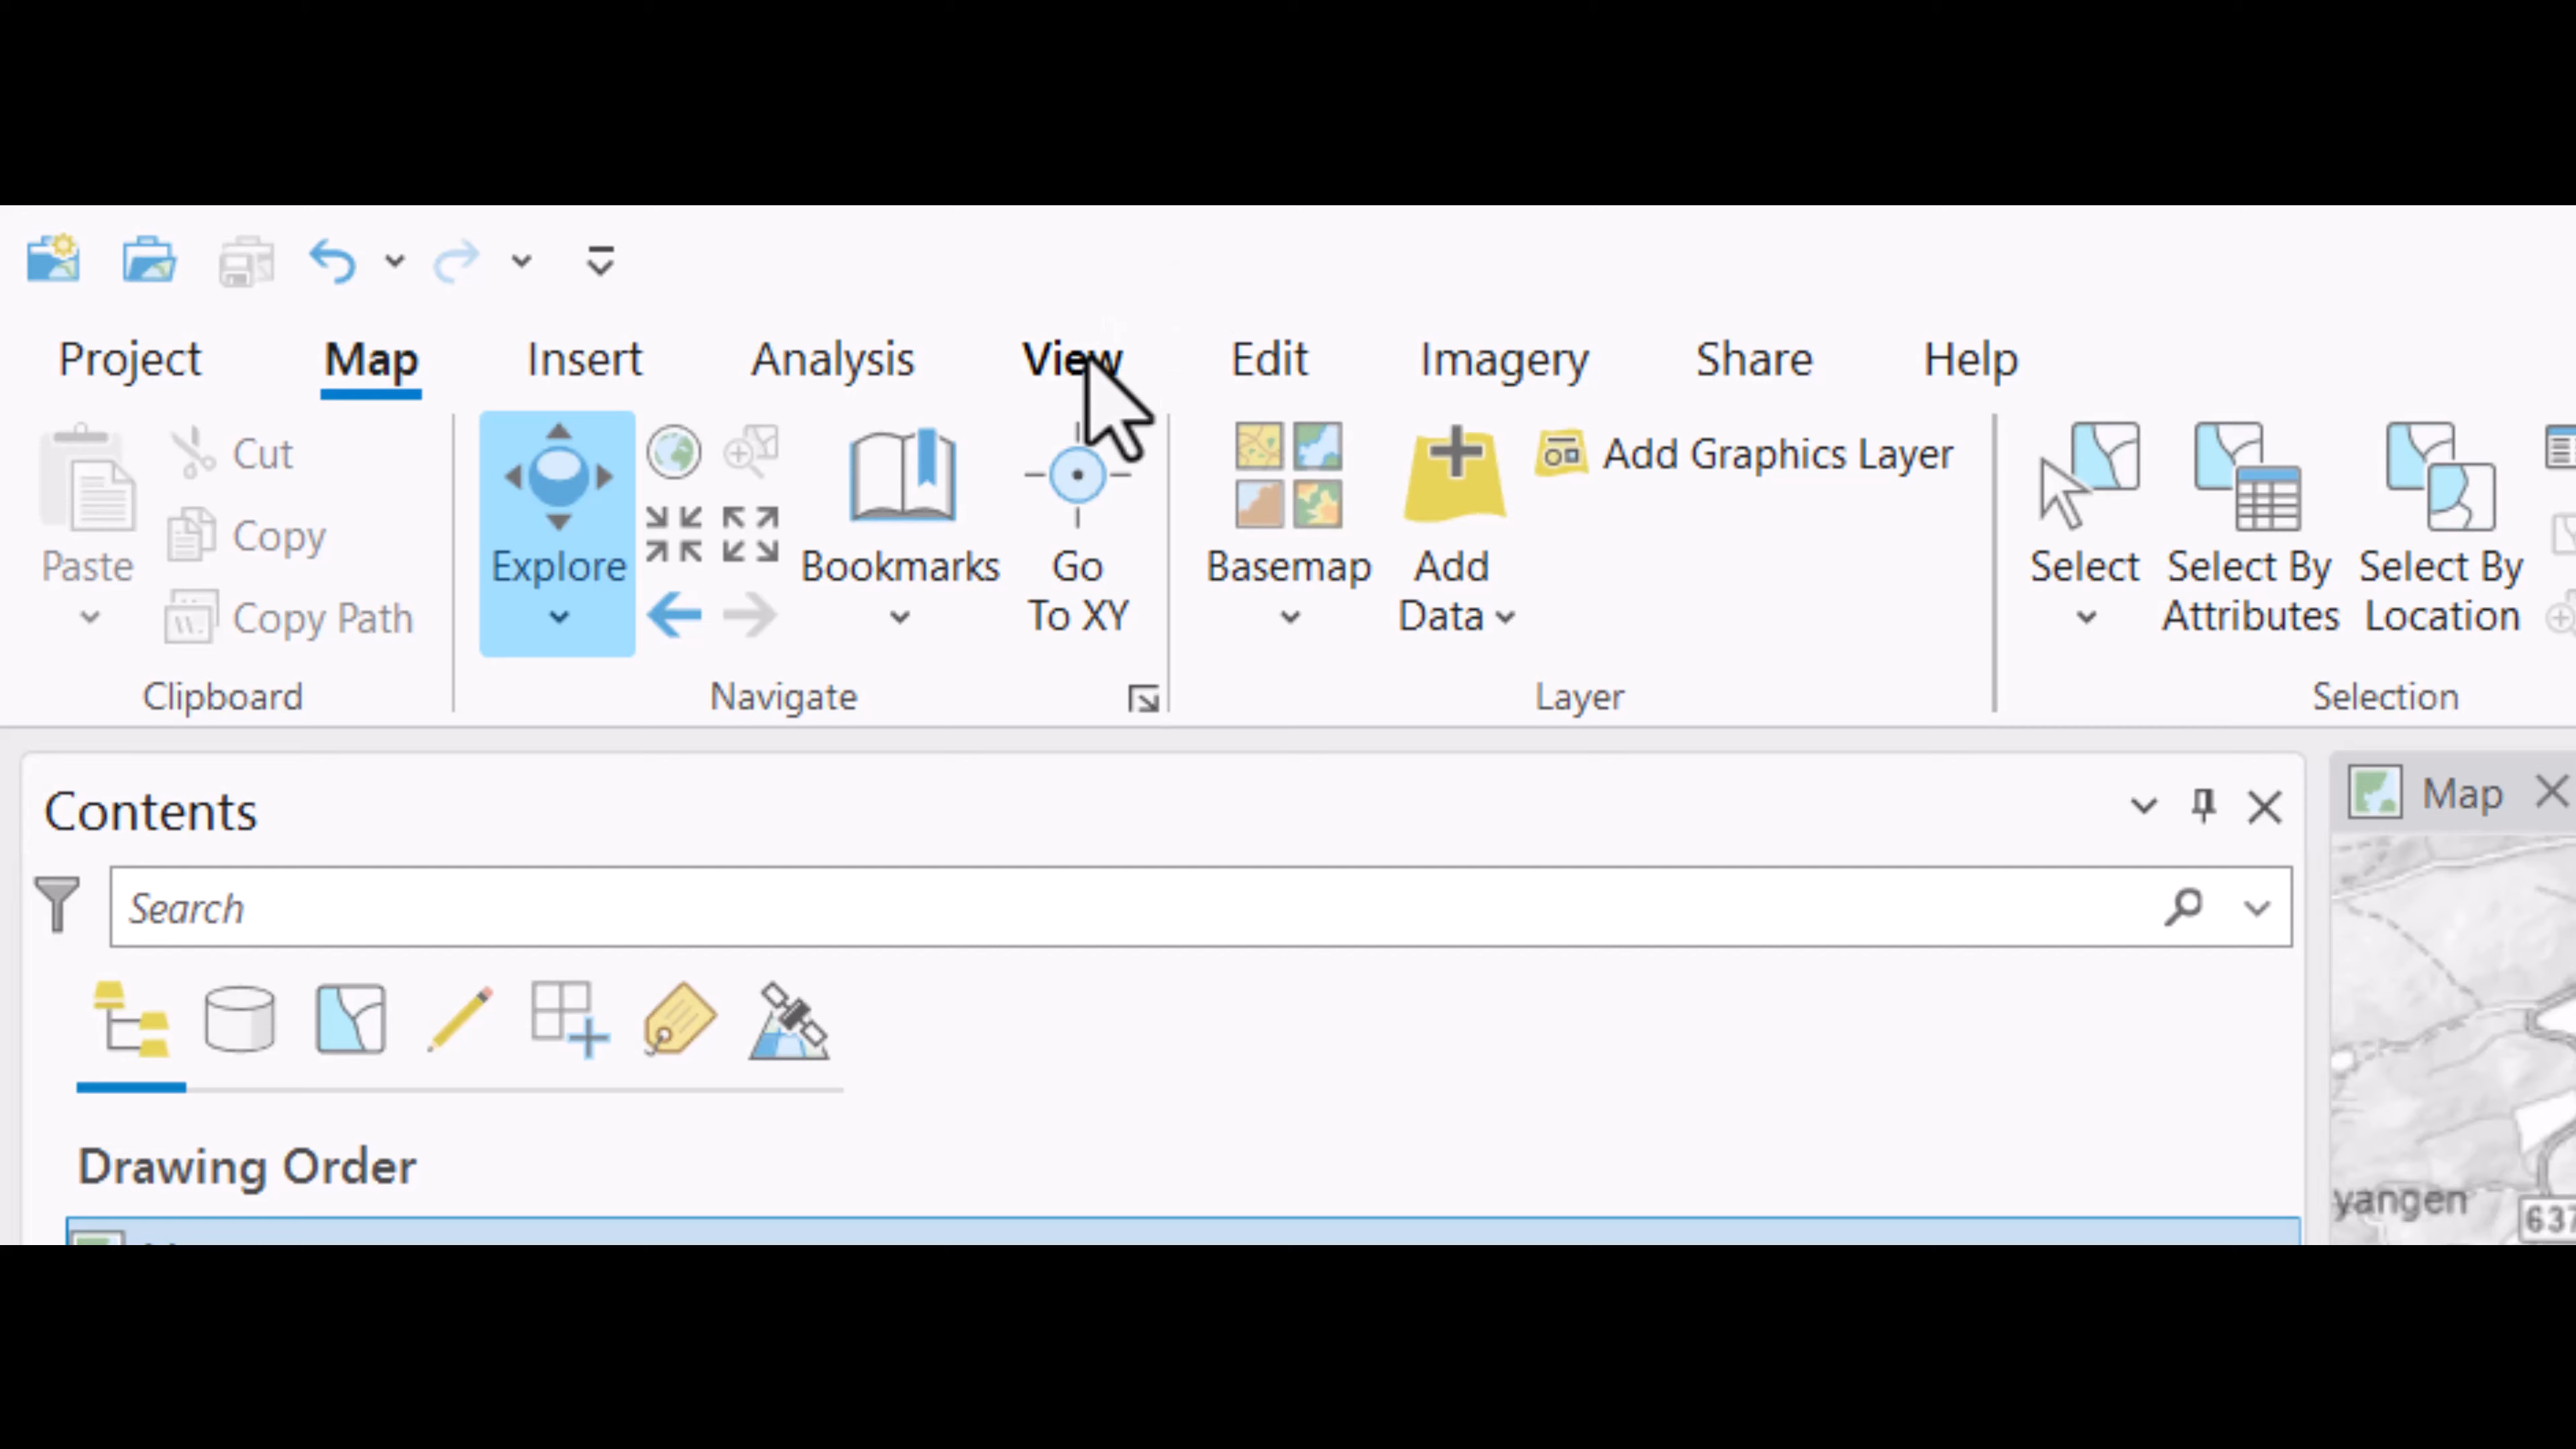 Project Map Insert Analysis View Edit Imagery Share Help
Paste
Cut
Copy
Copy Path
Clipboard
Explore
Bookmarks
Go
To XY
Navigate
Basemap
Add
Data
Add Graphics Layer
Layer
Select
Select By
Attributes
Select By
Location
Selection
Contents
Search
Drawing Order
Map
yangen
637